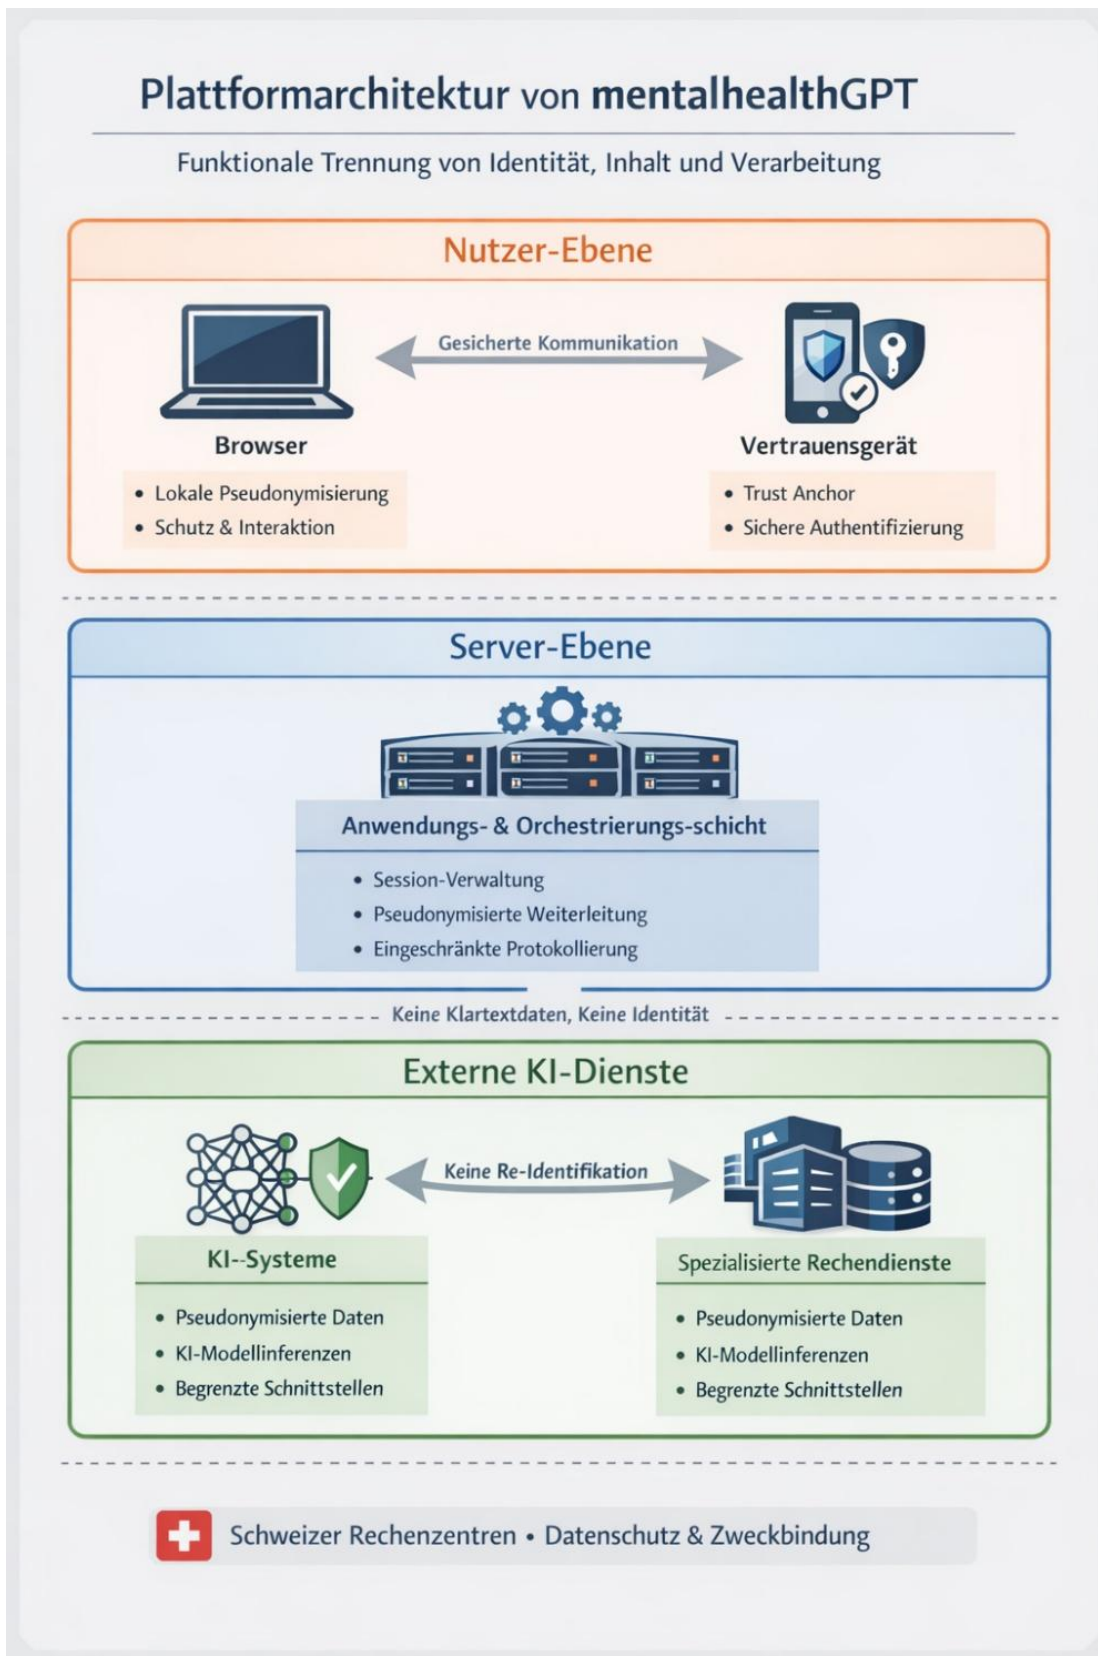 Plattformarchitektur von mentalhealthGPT
Funktionale Trennung von Identität, Inhalt und Verarbeitung
Nutzer-Ebene
Gesicherte Kommunikation
Browser
• Lokale Pseudonymisierung
• Schutz & Interaktion
Vertrauensgerät
• Trust Anchor
• Sichere Authentifizierung
Server-Ebene
Anwendungs- & Orchestrierungs-schicht
• Session-Verwaltung
• Pseudonymisierte Weiterleitung
• Eingeschränkte Protokollierung
Keine Klartextdaten, Keine Identität
Externe KI-Dienste
Keine Re-Identifikation
KI--Systeme
• Pseudonymisierte Daten
• KI-Modellinferenzen
• Begrenzte Schnittstellen
Spezialisierte Rechendienste
• Pseudonymisierte Daten
• KI-Modellinferenzen
• Begrenzte Schnittstellen
Schweizer Rechenzentren • Datenschutz & Zweckbindung